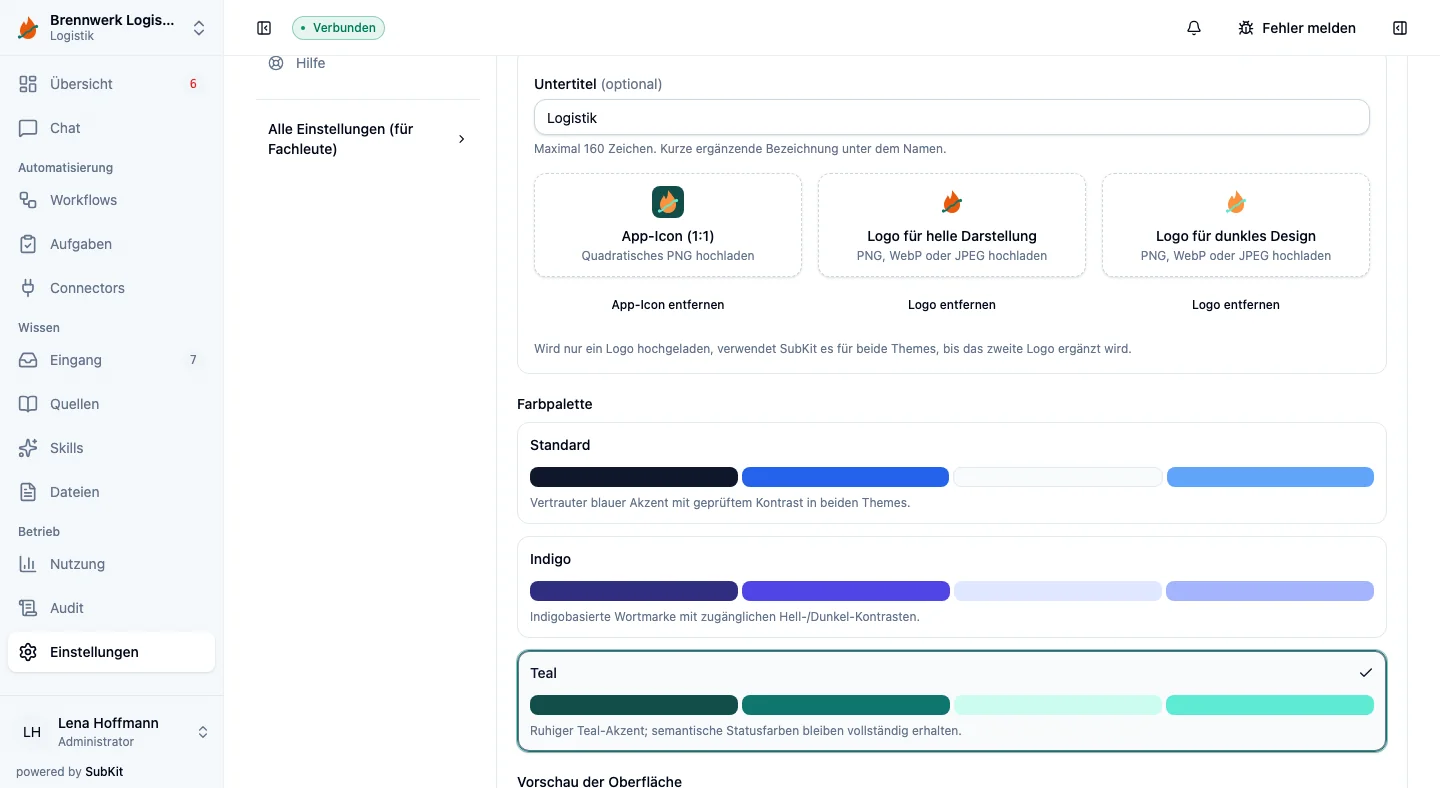 Brennwerk Logis...
Logistik
Übersicht
6
Chat
Automatisierung
Workflows
Aufgaben
Connectors
Wissen
Eingang
7
Quellen
Skills
Dateien
Betrieb
Nutzung
Audit
Einstellungen
LH
Lena Hoffmann
Administrator
powered by SubKit
Verbunden
Fehler melden
Hilfe
Alle Einstellungen (für
Fachleute)
Untertitel (optional)
Logistik
Maximal 160 Zeichen. Kurze ergänzende Bezeichnung unter dem Namen.
App-Icon (1:1)
Quadratisches PNG hochladen
App-Icon entfernen
Logo für helle Darstellung
PNG, WebP oder JPEG hochladen
Logo entfernen
Logo für dunkles Design
PNG, WebP oder JPEG hochladen
Logo entfernen
Wird nur ein Logo hochgeladen, verwendet SubKit es für beide Themes, bis das zweite Logo ergänzt wird.
Farbpalette
Standard
Vertrauter blauer Akzent mit geprüftem Kontrast in beiden Themes.
Indigo
Indigobasierte Wortmarke mit zugänglichen Hell-/Dunkel-Kontrasten.
Teal
Ruhiger Teal-Akzent; semantische Statusfarben bleiben vollständig erhalten.
Vorschau der Oberfläche